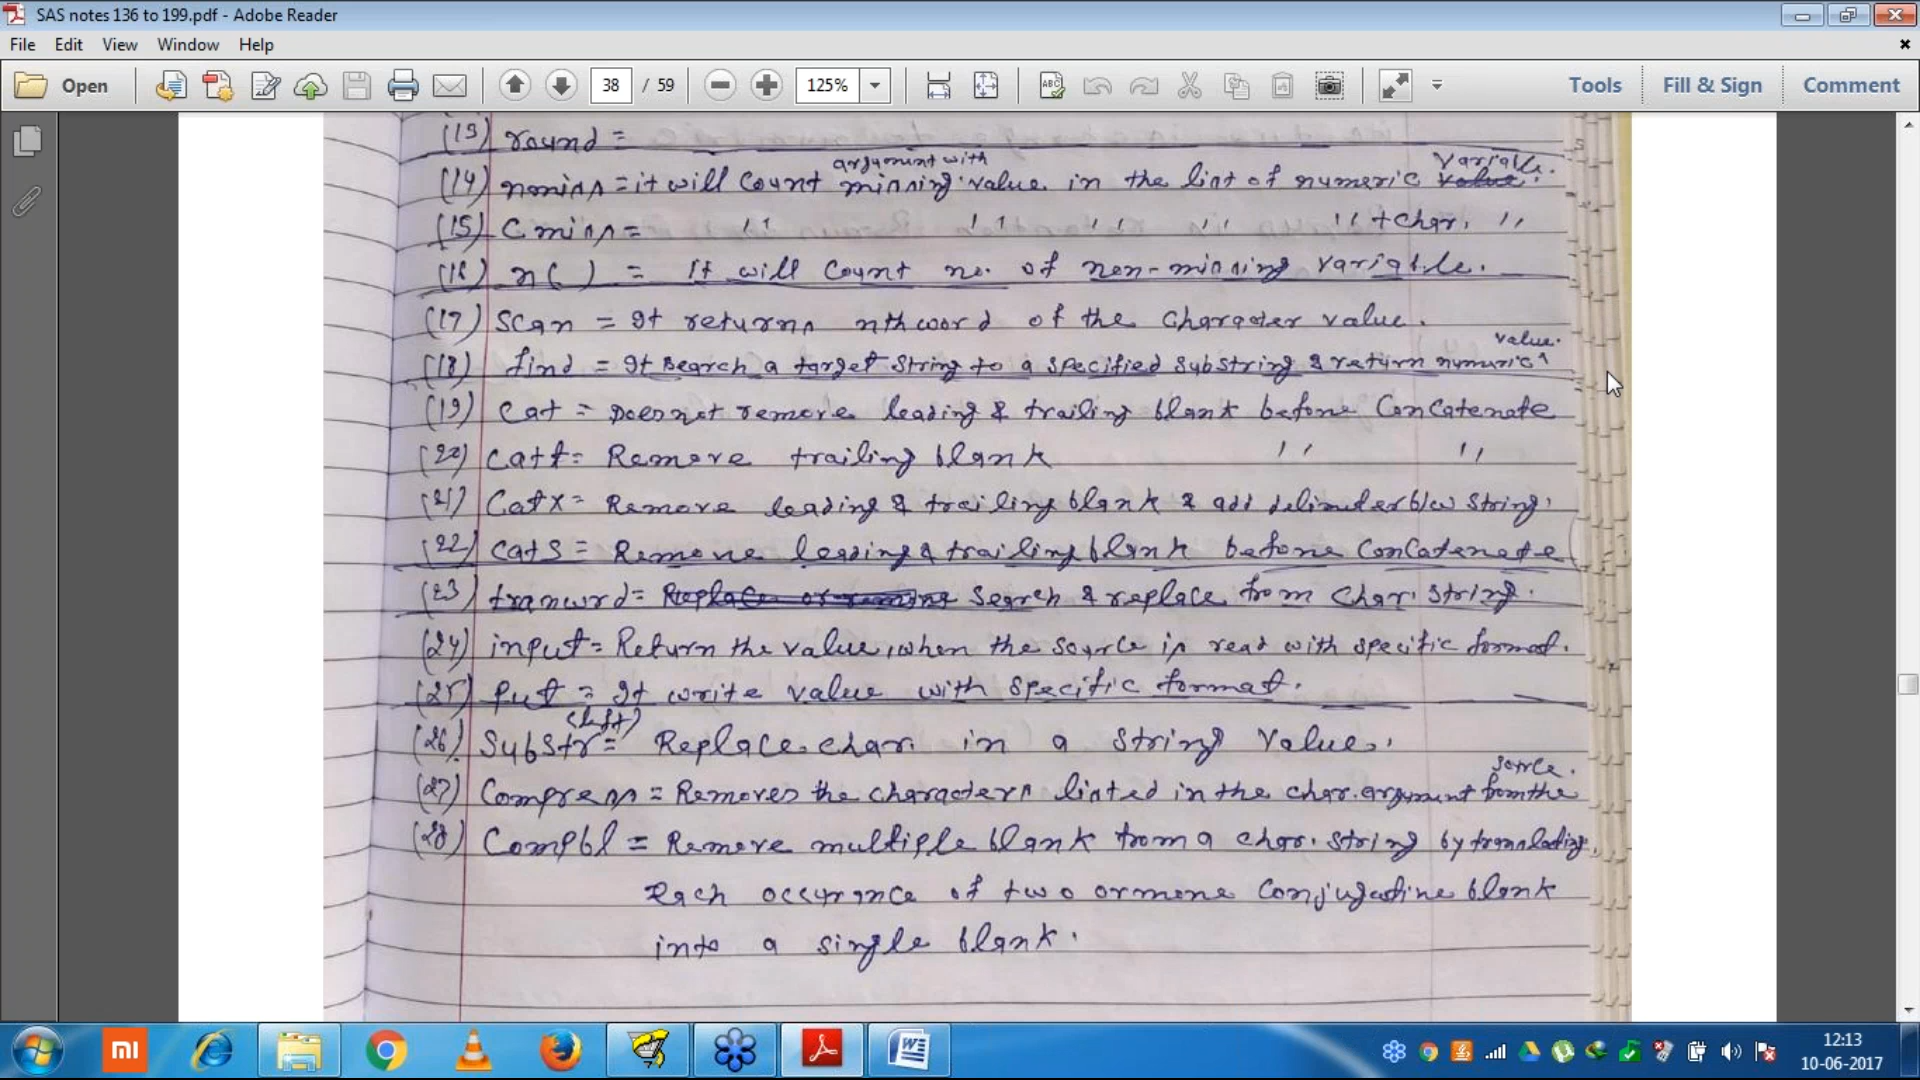 SAS notes 136 to 199.pdf - Adobe Reader
File Edit View Window Help
Open 38 / 59 125% Tools Fill & Sign Comment
(13) round =
argument with Variable.
(14) nmiss = it will count missing value in the list of numeric value.
(15) Cmiss = ,, ,, ,, ,, ,, + char. ,,
(16) n( ) = It will count no. of non-missing variable.
(17) Scan = It returns nth word of the character value.
value.
(18) find = It search a target string to a specified substring & return numeric ^
(19) Cat = Does not remove leading & trailing blank before Concatenate
(20) Catt = Remove trailing blank ,, ,,
(21) Catx = Remove leading & trailing blank & add delimeter b/w string.
(22) Cats = Remove leading & trailing blank before Concatenate
(23) tranwrd = Replace or remove Search & replace from char. string.
(24) input = Return the value, when the source is read with specific format.
(25) Put = It write value with specific format.
(left)
(26) Substr = Replace char in a string value.
source.
(27) Compress = Removes the characters listed in the char. argument from the
(28) Compbl = Remove multiple blank from a char. string by translating
Each occurance of two or more Conjugative blank
into a single blank.
12:13
10-06-2017